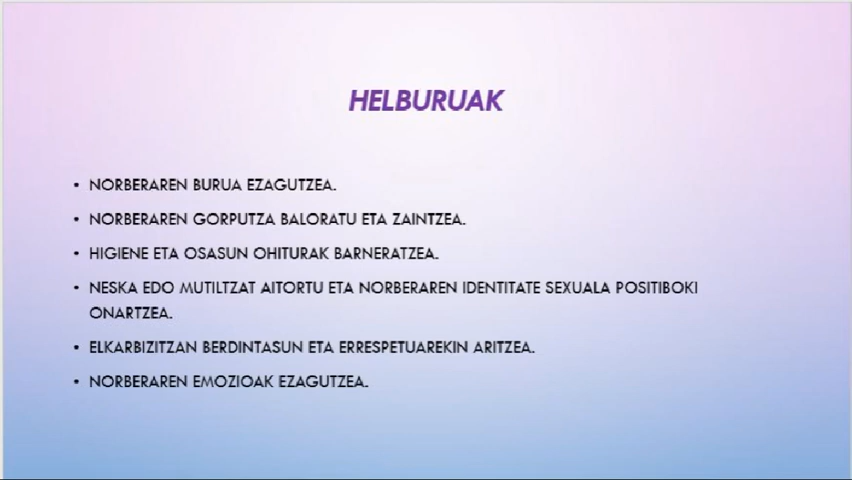 HELBURUAK
• NORBERAREN BURUA EZAGUTZEA.
• NORBERAREN GORPUTZA BALORATU ETA ZAINTZEA.
• HIGIENE ETA OSASUN OHITURAK BARNERATZEA.
• NESKA EDO MUTILTZAT AITORTU ETA NORBERAREN IDENTITATE SEXUALA POSITIBOKI
ONARTZEA.
• ELKARBIZITZAN BERDINTASUN ETA ERRESPETUAREKIN ARITZEA.
• NORBERAREN EMOZIOAK EZAGUTZEA.